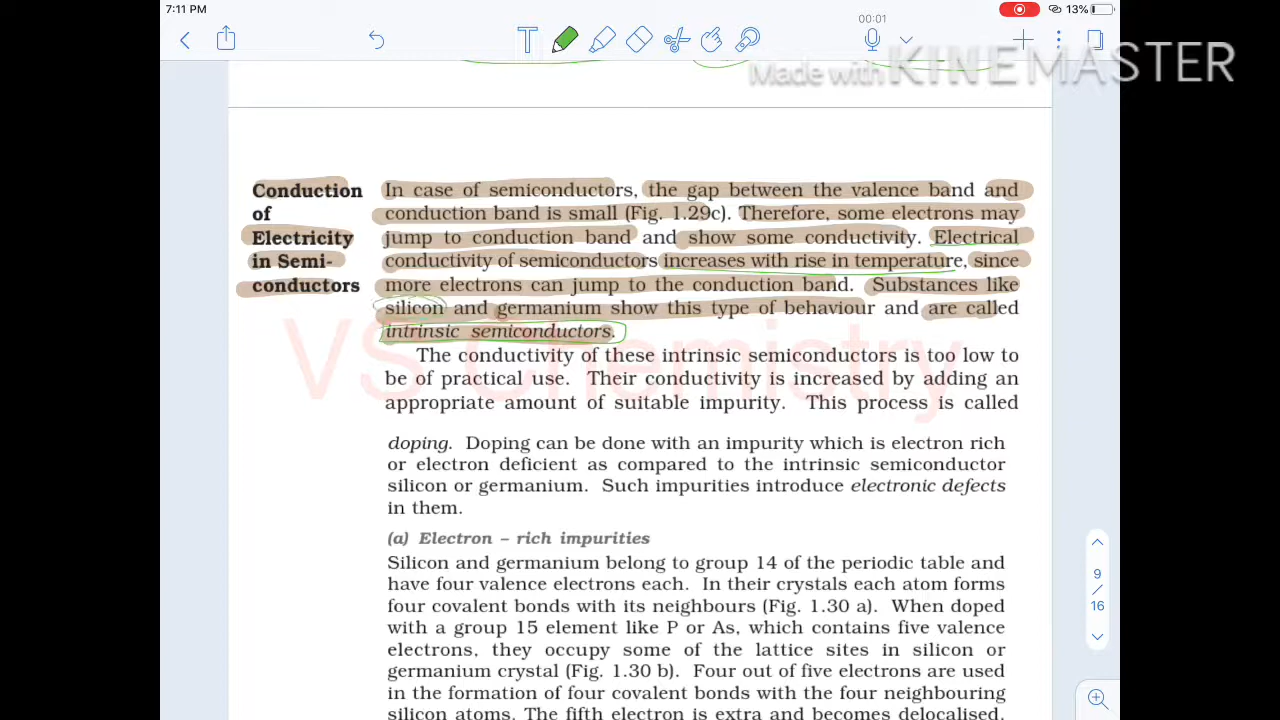 7:11 PM
13%
00:01
Made with KINEMASTER
Conduction
of
Electricity
in Semi-
conductors
In case of semiconductors, the gap between the valence band and
conduction band is small (Fig. 1.29c). Therefore, some electrons may
jump to conduction band and show some conductivity. Electrical
conductivity of semiconductors increases with rise in temperature, since
more electrons can jump to the conduction band. Substances like
silicon and germanium show this type of behaviour and are called
intrinsic semiconductors.
The conductivity of these intrinsic semiconductors is too low to
be of practical use. Their conductivity is increased by adding an
appropriate amount of suitable impurity. This process is called
VS Chemistry
doping. Doping can be done with an impurity which is electron rich
or electron deficient as compared to the intrinsic semiconductor
silicon or germanium. Such impurities introduce electronic defects
in them.
(a) Electron – rich impurities
Silicon and germanium belong to group 14 of the periodic table and
have four valence electrons each. In their crystals each atom forms
four covalent bonds with its neighbours (Fig. 1.30 a). When doped
with a group 15 element like P or As, which contains five valence
electrons, they occupy some of the lattice sites in silicon or
germanium crystal (Fig. 1.30 b). Four out of five electrons are used
in the formation of four covalent bonds with the four neighbouring
silicon atoms. The fifth electron is extra and becomes delocalised.
9
/
16